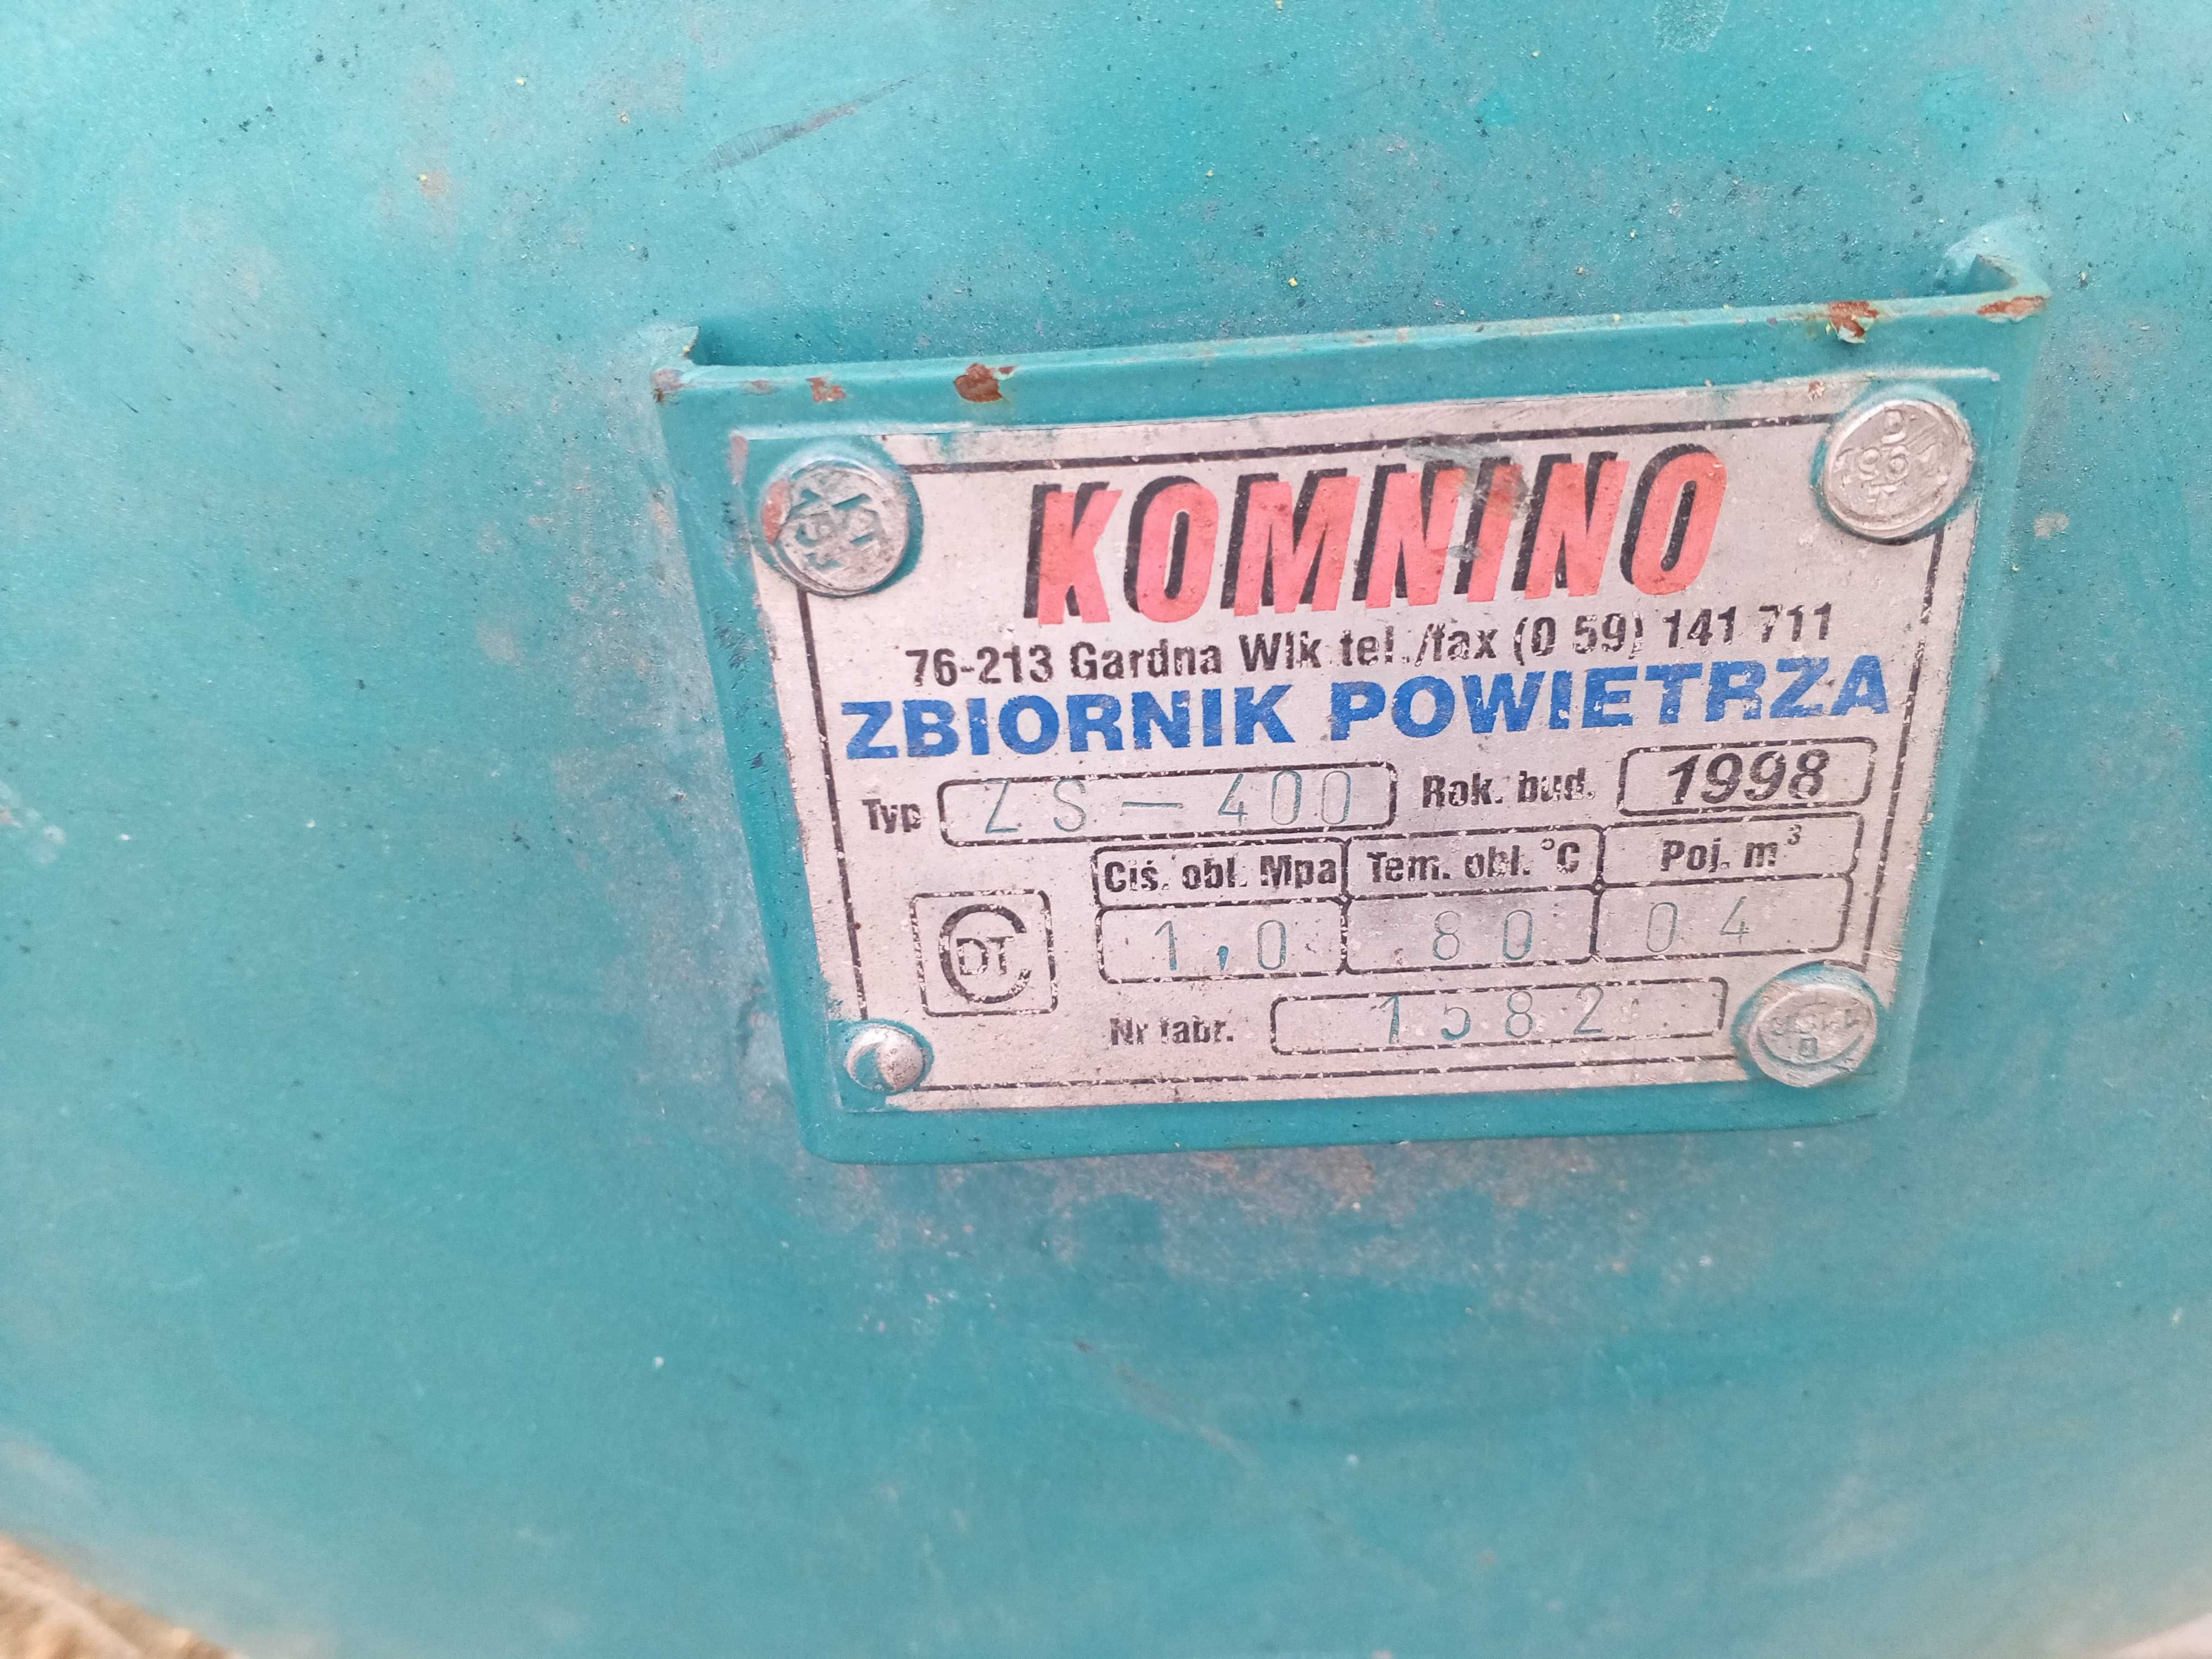 KOMNINO
76-213 Gardna Wlk tel./fax (0 59) 141 711
ZBIORNIK POWIETRZA
Typ ZS - 400 Rok. bud. 1998
Ciś. obl. Mpa Tem. obl. °C Poj. m³
DT 1,0 80 04
Nr fabr. 1582